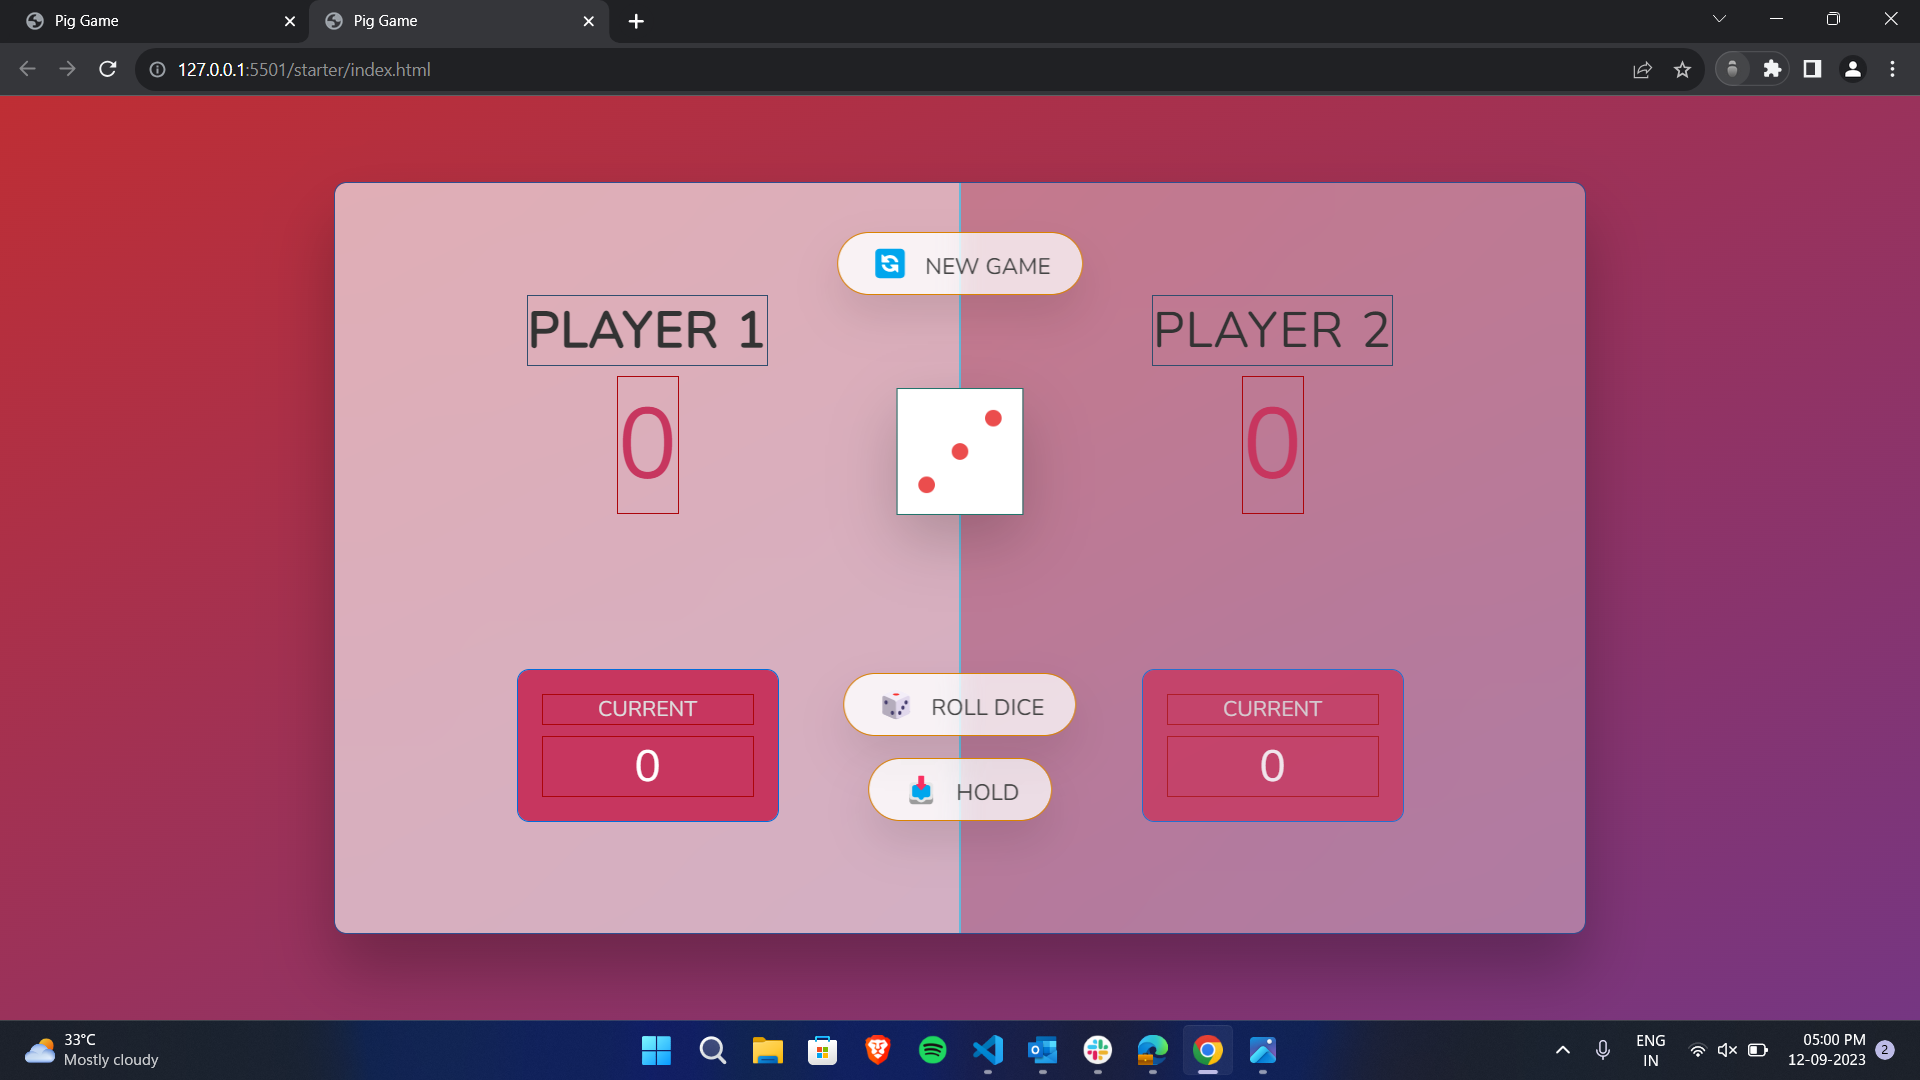 Pig Game
Pig Game
127.0.0.1:5501/starter/index.html
NEW GAME
PLAYER 1
PLAYER 2
0
0
CURRENT
0
ROLL DICE
HOLD
CURRENT
0
33°C
Mostly cloudy
ENG
IN
05:00 PM
12-09-2023
2